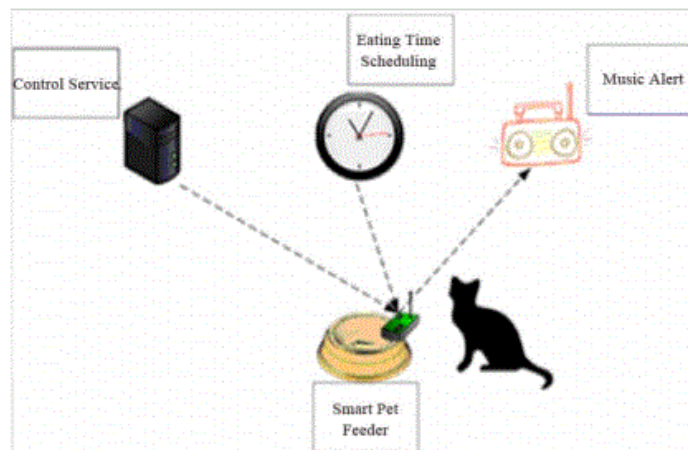 Eating Time
Scheduling
Control Service
Music Alert
Smart Pet
Feeder